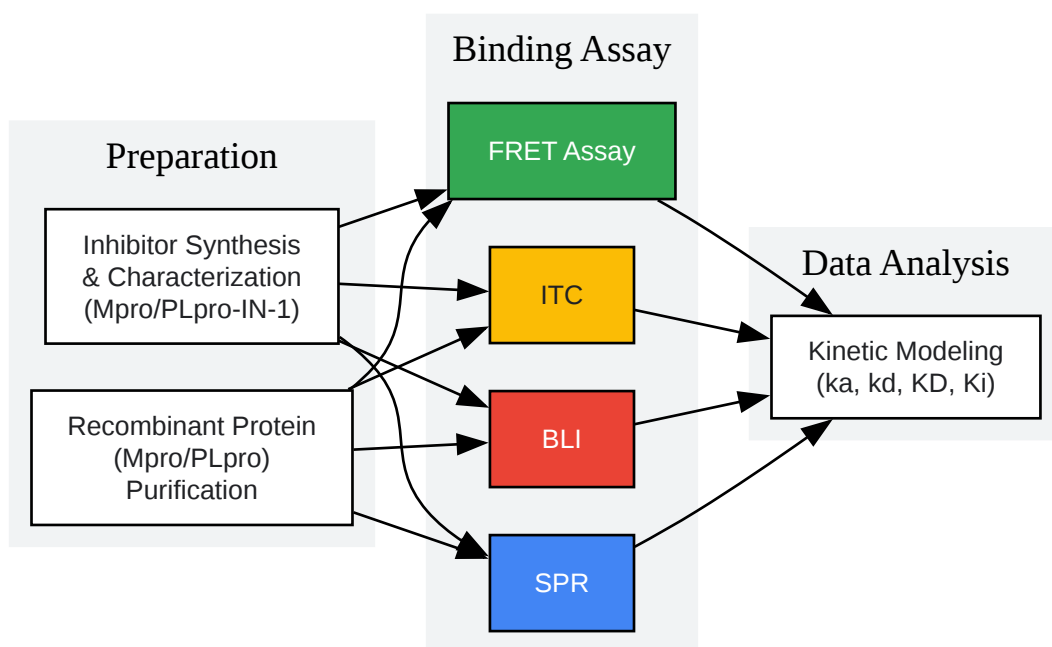 Preparation
Inhibitor Synthesis
& Characterization
(Mpro/PLpro-IN-1)
Recombinant Protein
(Mpro/PLpro)
Purification
Binding Assay
FRET Assay
ITC
BLI
SPR
Data Analysis
Kinetic Modeling
(ka, kd, KD, Ki)